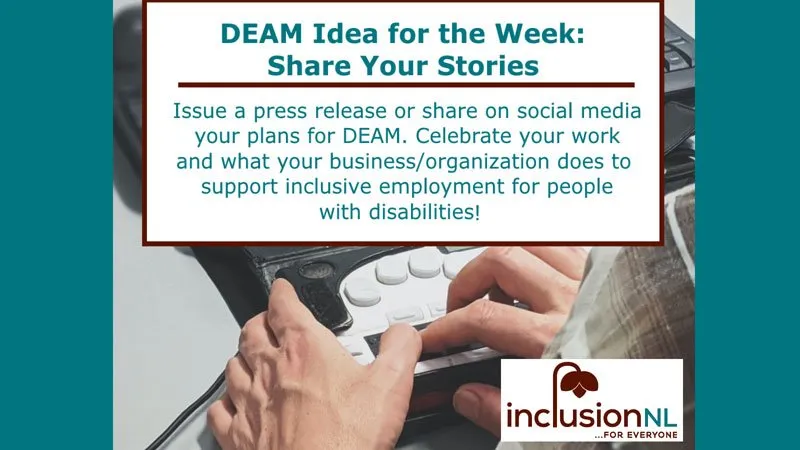 DEAM Idea for the Week:
Share Your Stories
Issue a press release or share on social media
your plans for DEAM. Celebrate your work
and what your business/organization does to
support inclusive employment for people
with disabilities!
inclusionNL
...FOR EVERYONE